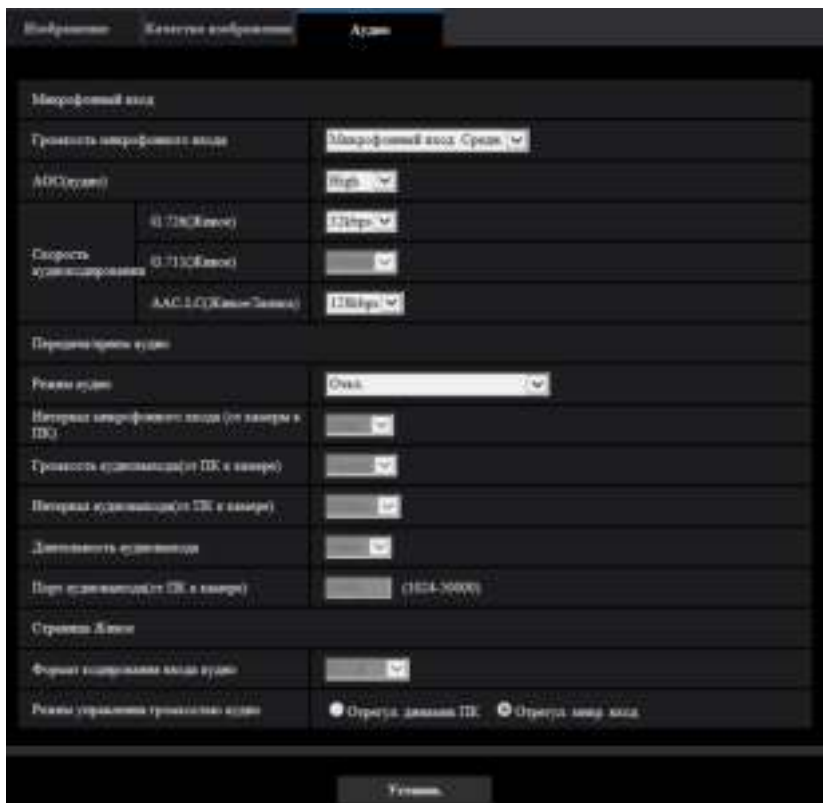 Изображение Качество изображения Аудио
Микрофонный вход
Громкость микрофонного входа Микрофонный вход. Средн.
АОС(аудио) High
Скорость аудиокодирования
G.726(Живое) 32kbps
G.711(Живое)
AAC-LC(Живое/Запись) 128kbps
Передача/прием аудио
Режим аудио Откл.
Интервал микрофонного входа (от камеры к ПК)
Громкость аудиовыхода(от ПК к камере)
Интервал аудиовыхода(от ПК к камере)
Длительность аудиовыхода
Порт аудиовыхода(от ПК к камере) (1024-50000)
Страница Живое
Формат кодирования входа аудио
Режим управления громкостью аудио Отрегул. динамик ПК Отрегул. микр. вход
Установ.